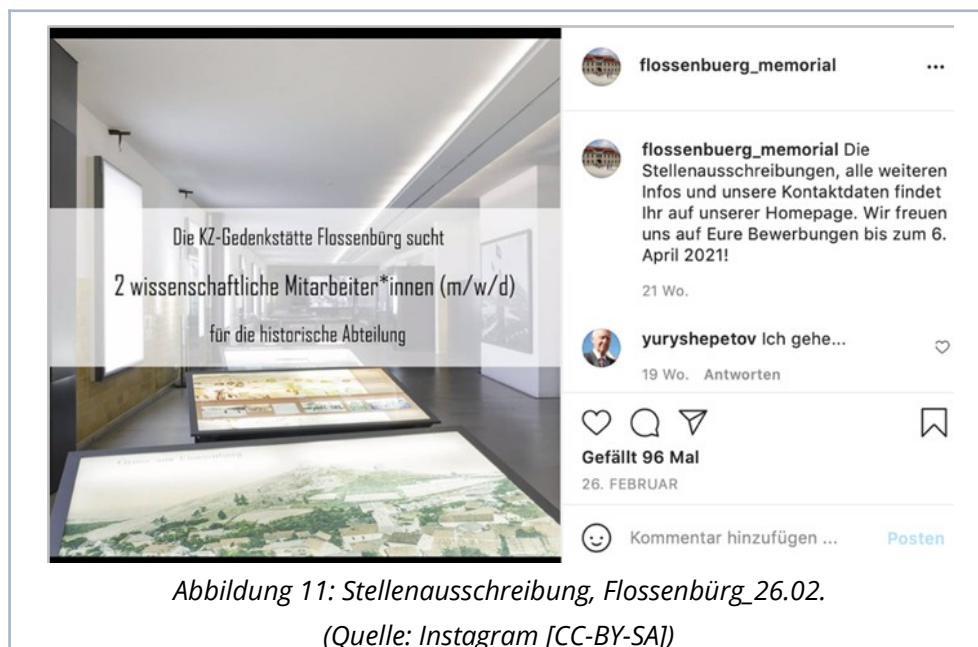 Die KZ-Gedenkstätte Flossenbürg sucht
2 wissenschaftliche Mitarbeiter*innen (m/w/d)
für die historische Abteilung
flossenbuerg_memorial
flossenbuerg_memorial Die
Stellenausschreibungen, alle weiteren
Infos und unsere Kontaktdaten findet
Ihr auf unserer Homepage. Wir freuen
uns auf Eure Bewerbungen bis zum 6.
April 2021!
21 Wo.
yuryshepetov Ich gehe...
19 Wo. Antworten
Gefällt 96 Mal
26. FEBRUAR
Kommentar hinzufügen ... Posten
Abbildung 11: Stellenausschreibung, Flossenbürg_26.02.
(Quelle: Instagram [CC-BY-SA])